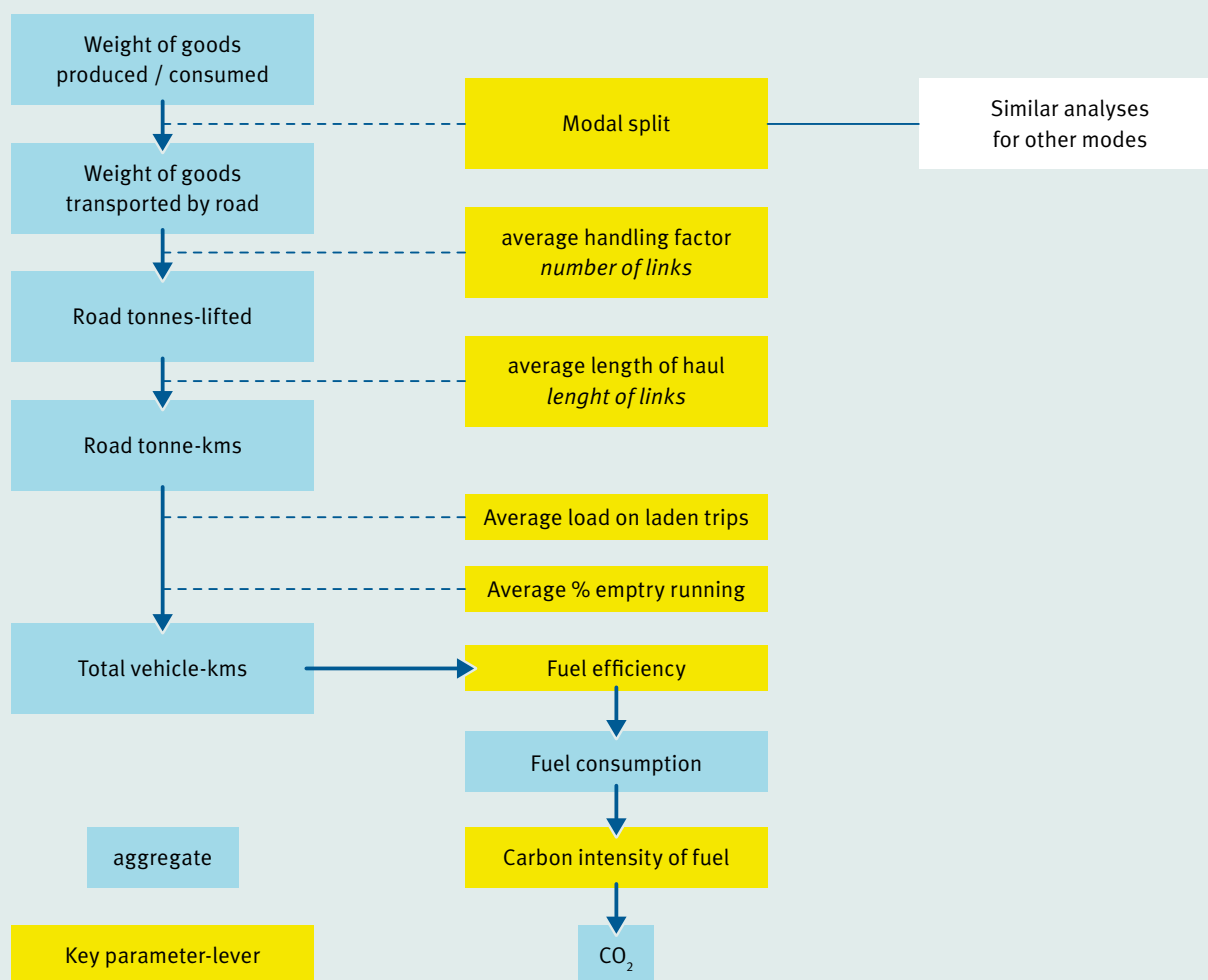 Weight of goods
produced / consumed
Modal split
Similar analyses
for other modes
Weight of goods
transported by road
average handling factor
number of links
Road tonnes-lifted
average length of haul
lenght of links
Road tonne-kms
Average load on laden trips
Average % emptry running
Total vehicle-kms
Fuel efficiency
Fuel consumption
aggregate
Carbon intensity of fuel
Key parameter-lever
CO₂